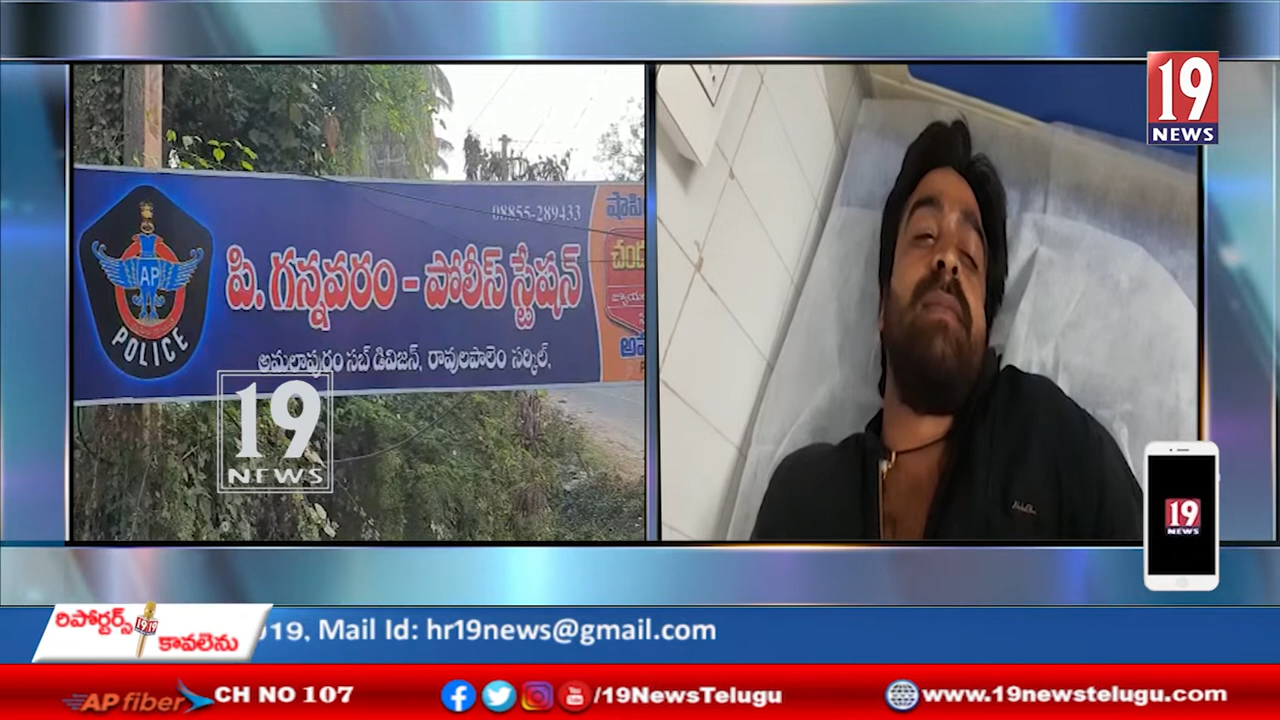 19
NEWS
08855-289433
పి. గన్నవరం - పోలీస్ స్టేషన్
AP
POLICE
అమలాపురం సబ్ డివిజన్, రావులపాలెం సర్కిల్,
షాపి
చంద
19
NEWS
19
NEWS
రిపోర్టర్స్
కావలెను
919, Mail Id: hr19news@gmail.com
AP fiber CH NO 107
/19NewsTelugu
www.19newstelugu.com